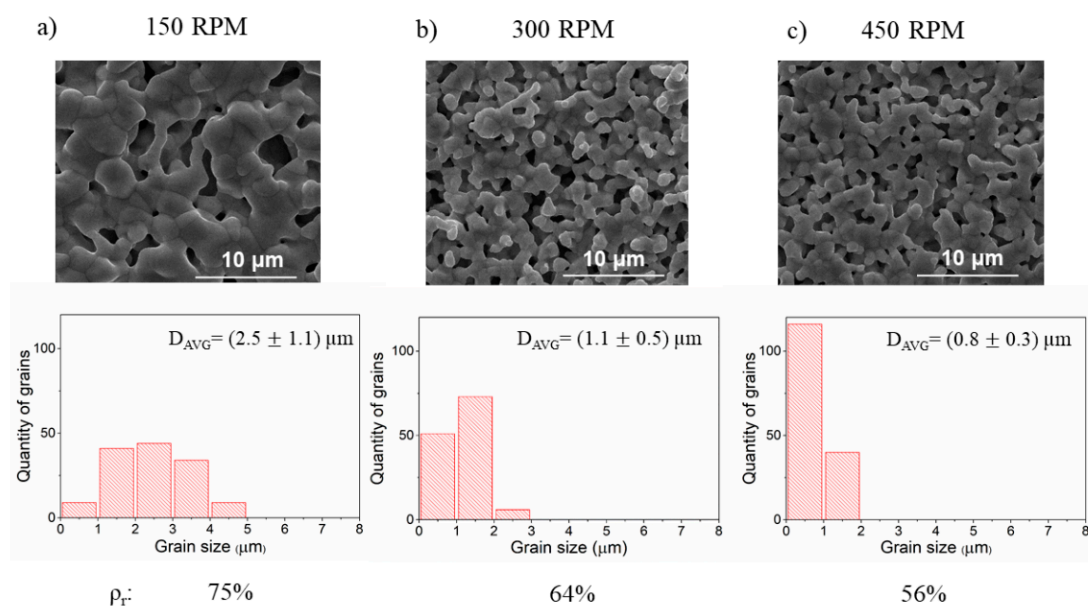 a) 150 RPM
b) 300 RPM
c) 450 RPM
10 µm
10 µm
10 µm
D_AVG= (2.5 ± 1.1) µm
Quantity of grains
100
50
0
0 1 2 3 4 5 6 7 8
Grain size (µm)
D_AVG= (1.1 ± 0.5) µm
Quantity of grains
100
50
0
0 1 2 3 4 5 6 7 8
Grain size (µm)
D_AVG= (0.8 ± 0.3) µm
Quantity of grains
100
50
0
0 1 2 3 4 5 6 7 8
Grain size (µm)
ρr: 75% 64% 56%